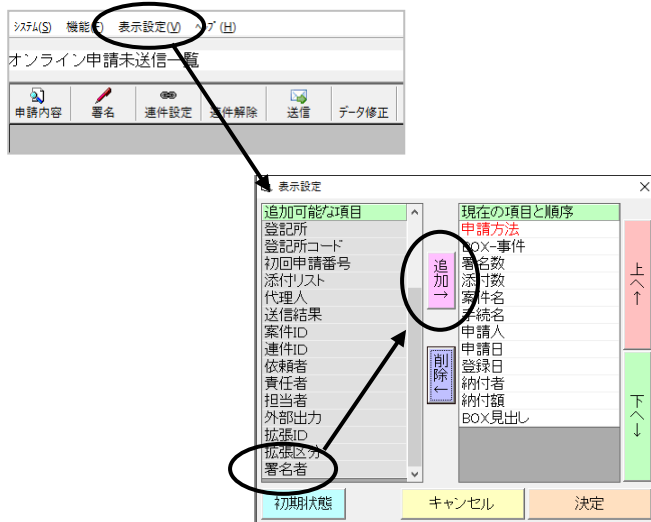 ｼｽﾃﾑ(S) 機能(F) 表示設定(V) ﾍﾙﾌﾟ(H)
オンライン申請未送信一覧
申請内容 署名 連件設定 連件解除 送信 データ修正
表示設定
追加可能な項目
登記所
登記所コード
初回申請番号
添付リスト
代理人
送信結果
案件ID
連件ID
依頼者
責任者
担当者
外部出力
拡張ID
拡張区分
署名者
追加→
削除←
現在の項目と順序
申請方法
BOX-事件
署名数
添付数
案件名
手続名
申請人
申請日
登録日
納付者
納付額
BOX見出し
上へ↑
下へ↓
初期状態 キャンセル 決定